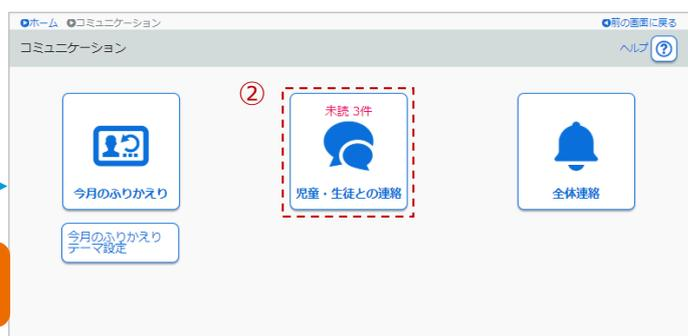 ホーム コミュニケーション
前の画面に戻る
コミュニケーション
ヘルプ ?
②
未読 3件
今月のふりかえり
児童・生徒との連絡
全体連絡
今月のふりかえり
テーマ設定